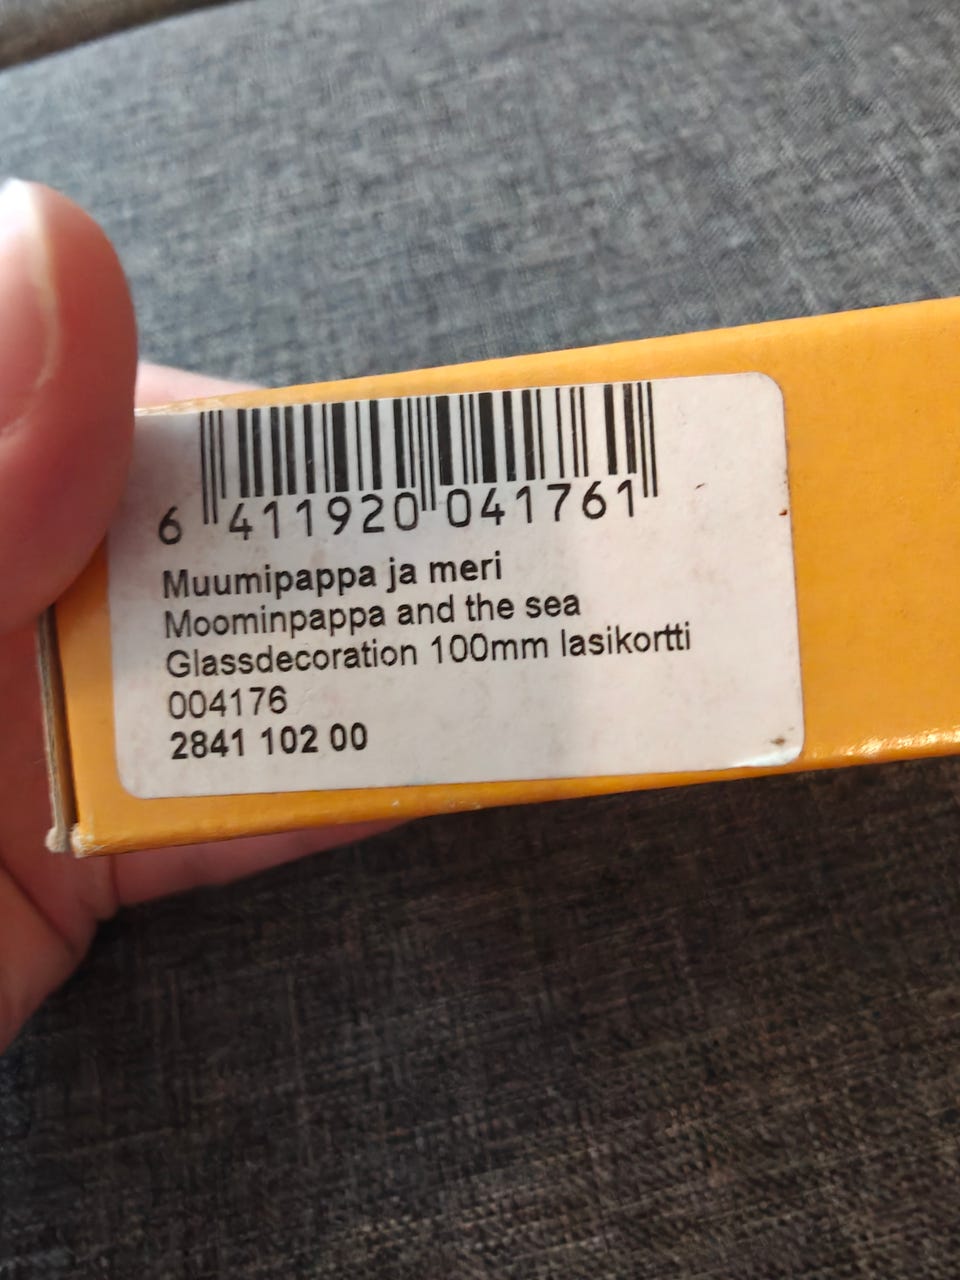 6 411920 041761
Muumipappa ja meri
Moominpappa and the sea
Glassdecoration 100mm lasikortti
004176
2841 102 00